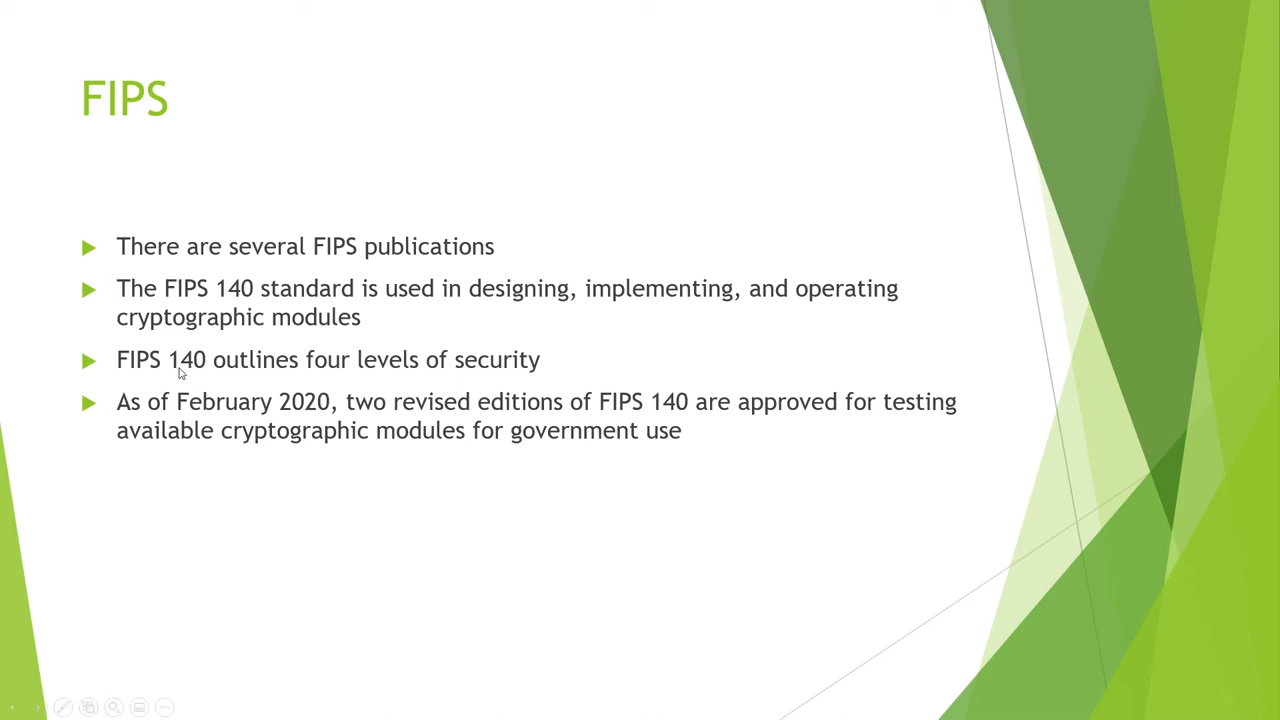 FIPS
There are several FIPS publications
The FIPS 140 standard is used in designing, implementing, and operating
cryptographic modules
FIPS 140 outlines four levels of security
As of February 2020, two revised editions of FIPS 140 are approved for testing
available cryptographic modules for government use